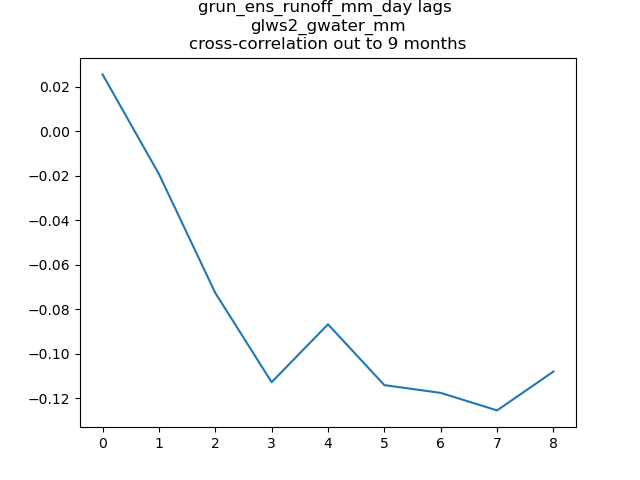 grun_ens_runoff_mm_day lags
glws2_gwater_mm
cross-correlation out to 9 months
0.02
0.00
−0.02
−0.04
−0.06
−0.08
−0.10
−0.12
0 1 2 3 4 5 6 7 8